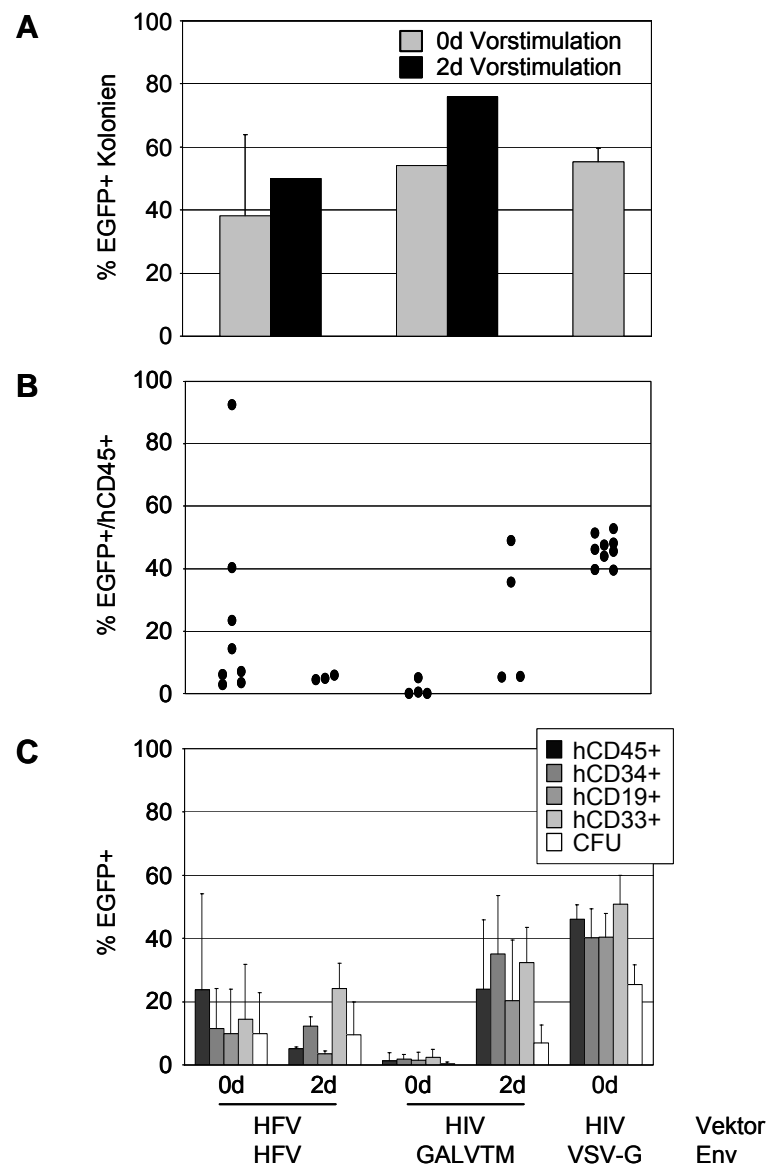 A
% EGFP+ Kolonien
100
80
60
40
20
0
0d Vorstimulation
2d Vorstimulation
B
% EGFP+/hCD45+
100
80
60
40
20
0
C
% EGFP+
100
80
60
40
20
0
hCD45+
hCD34+
hCD19+
hCD33+
CFU
0d 2d 0d 2d 0d
HFV HIV HIV Vektor
HFV GALVTM VSV-G Env